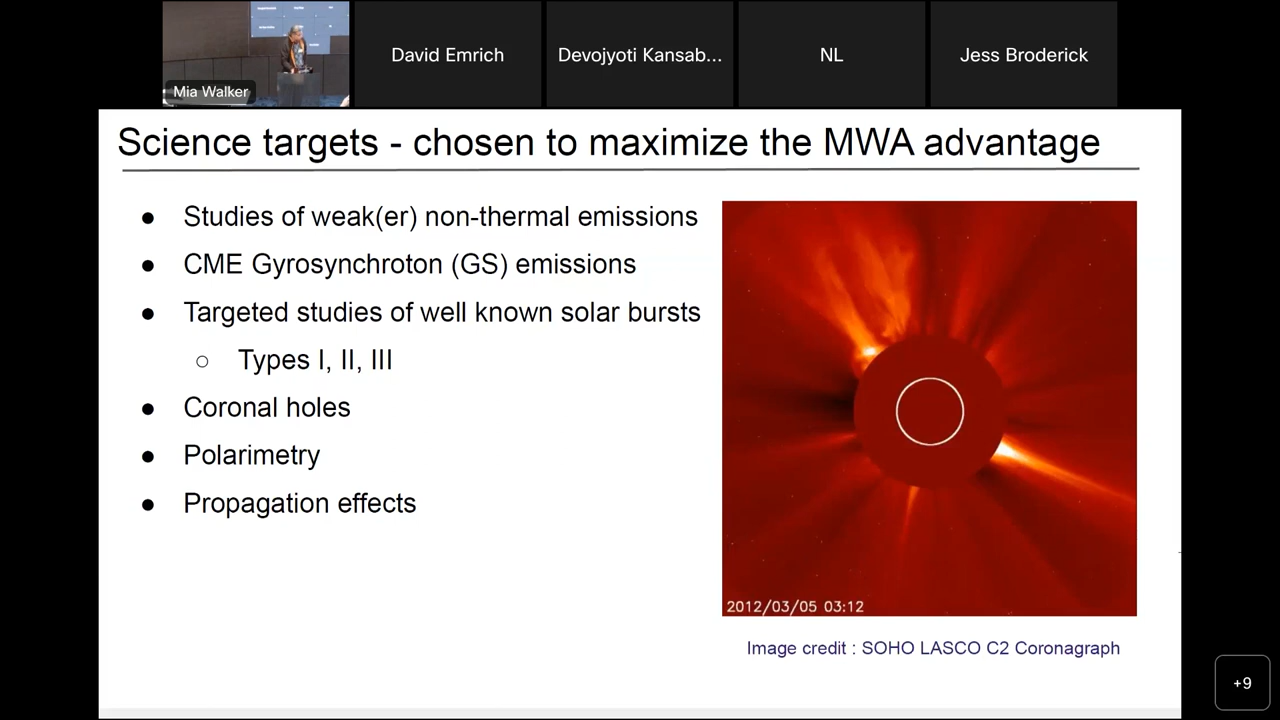 Mia Walker
David Emrich
Devojyoti Kansab...
NL
Jess Broderick
Science targets - chosen to maximize the MWA advantage
● Studies of weak(er) non-thermal emissions
● CME Gyrosynchroton (GS) emissions
● Targeted studies of well known solar bursts
○ Types I, II, III
● Coronal holes
● Polarimetry
● Propagation effects
2012/03/05 03:12
Image credit : SOHO LASCO C2 Coronagraph
+9